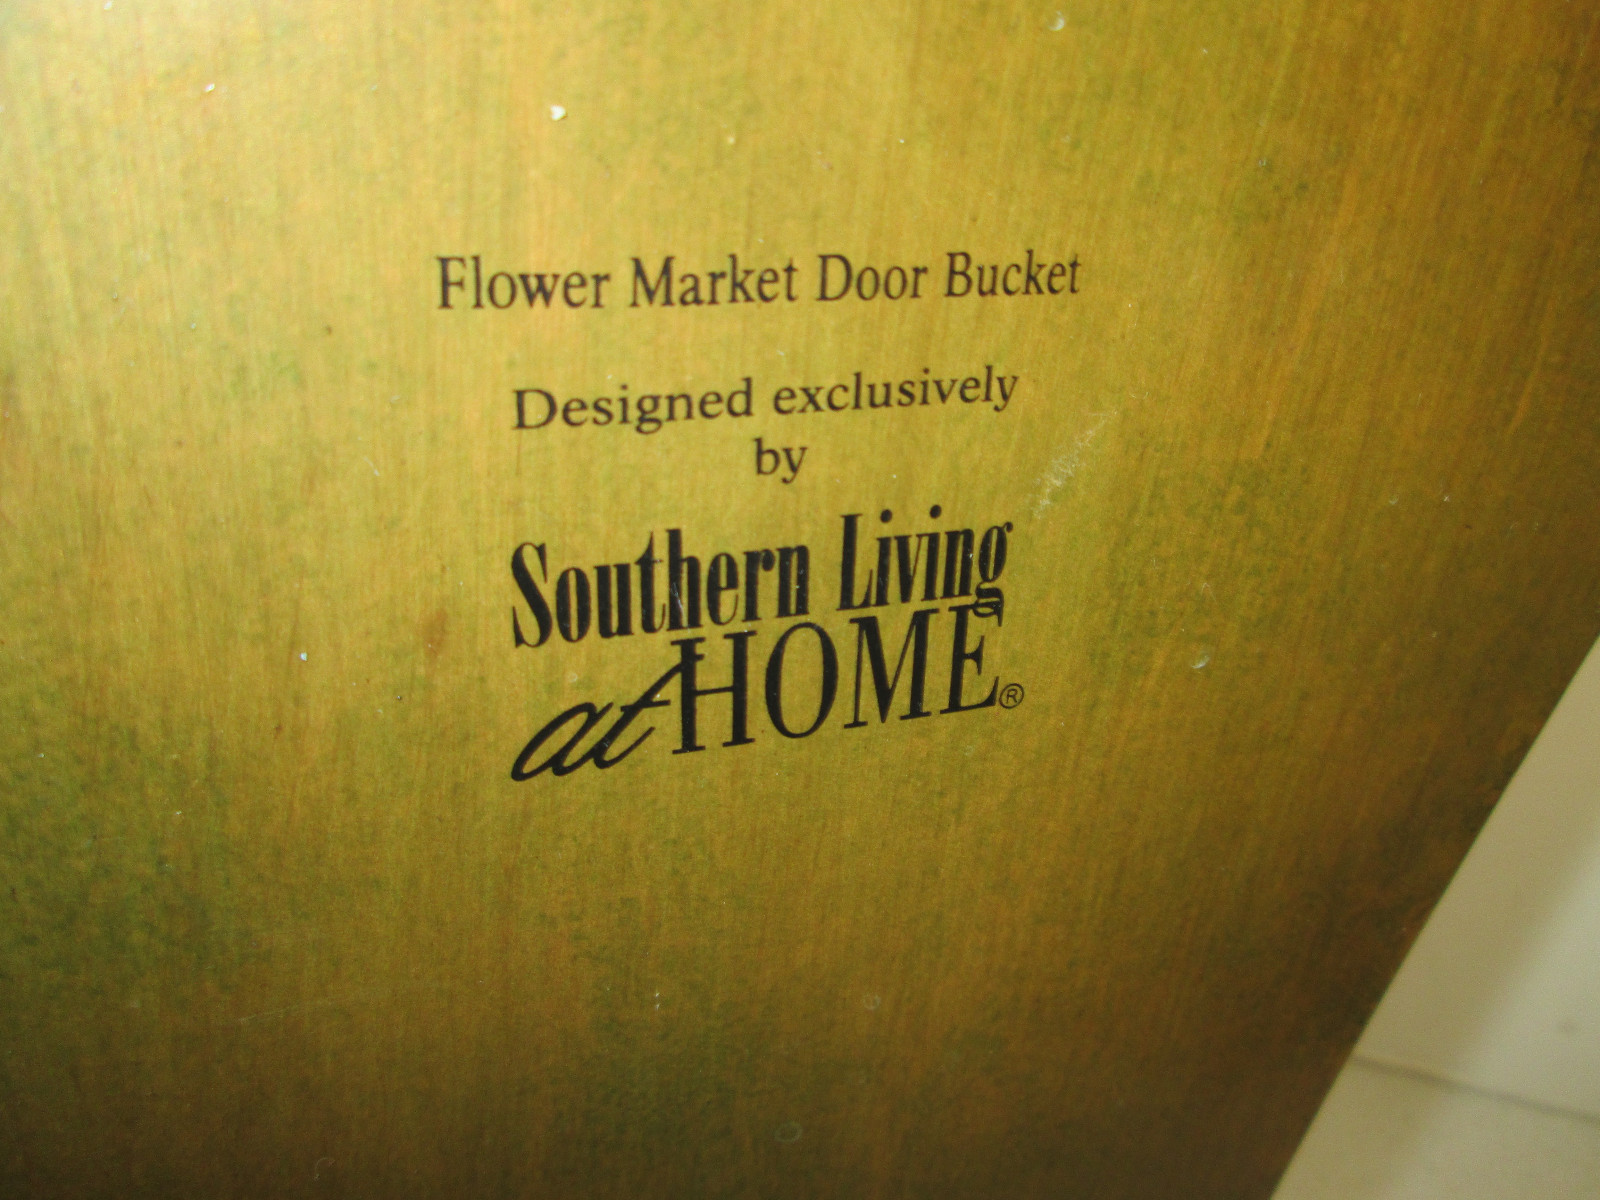 Flower Market Door Bucket
Designed exclusively
by
Southern Living
at HOME®